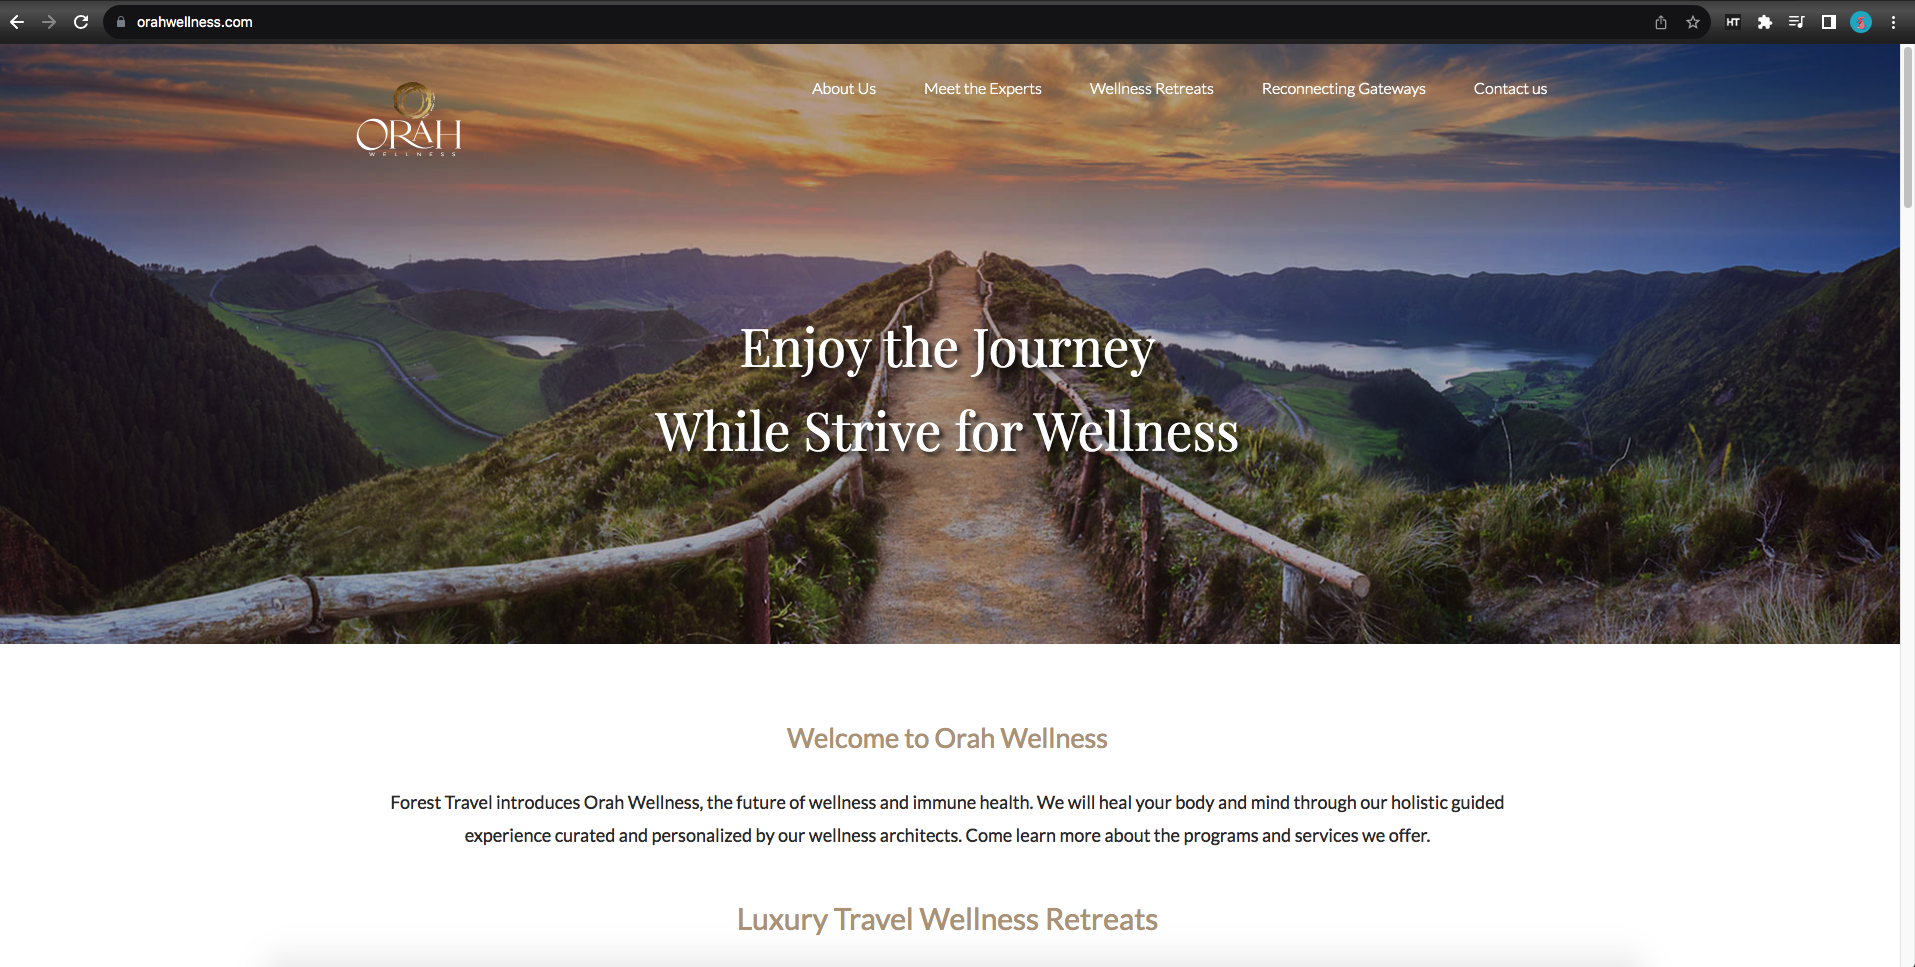 orahwellness.com
HT
ORAH
WELLNESS
About Us Meet the Experts Wellness Retreats Reconnecting Gateways Contact us
Enjoy the Journey
While Strive for Wellness
Welcome to Orah Wellness
Forest Travel introduces Orah Wellness, the future of wellness and immune health. We will heal your body and mind through our holistic guided
experience curated and personalized by our wellness architects. Come learn more about the programs and services we offer.
Luxury Travel Wellness Retreats